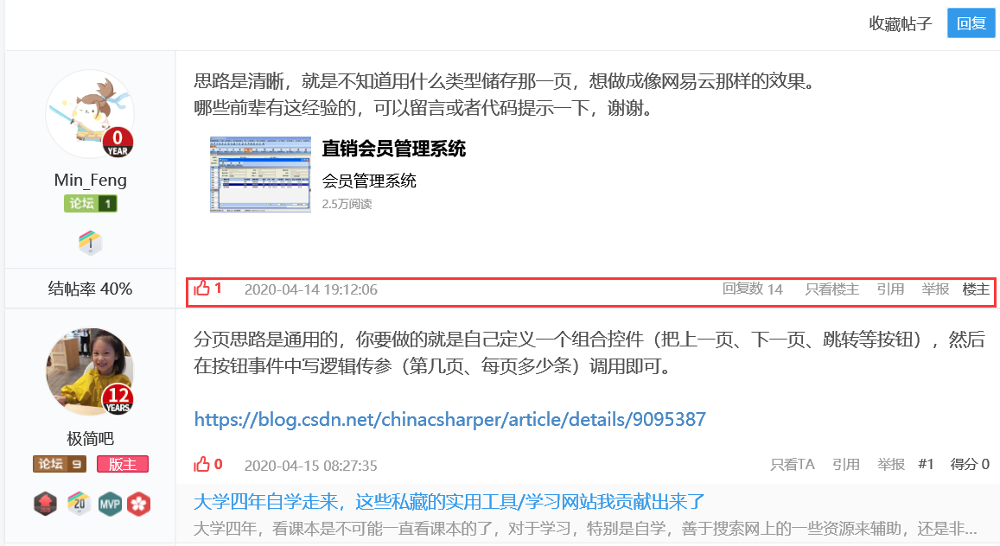 收藏帖子 回复
思路是清晰，就是不知道用什么类型储存那一页，想做成像网易云那样的效果。
哪些前辈有这经验的，可以留言或者代码提示一下，谢谢。
0
YEAR
直销会员管理系统
Min_Feng
会员管理系统
论坛 1
2.5万阅读
1
结帖率 40%
1 2020-04-14 19:12:06 回复数 14 只看楼主 引用 举报 楼主
分页思路是通用的，你要做的就是自己定义一个组合控件（把上一页、下一页、跳转等按钮），然后
在按钮事件中写逻辑传参（第几页、每页多少条）调用即可。
12
YEARS
https://blog.csdn.net/chinacsharper/article/details/9095387
极简吧
论坛 9 版主
0 2020-04-15 08:27:35 只看TA 引用 举报 #1 得分 0
20 MVP
大学四年自学走来，这些私藏的实用工具/学习网站我贡献出来了
大学四年，看课本是不可能一直看课本的了，对于学习，特别是自学，善于搜索网上的一些资源来辅助，还是非...